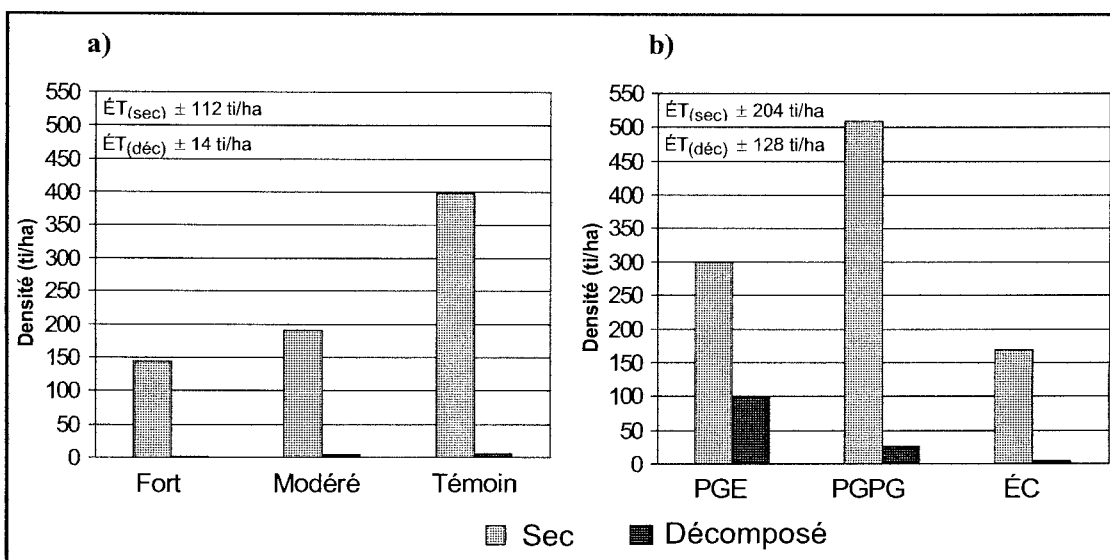 a)
ÉT(sec) ± 112 ti/ha
ÉT(déc) ± 14 ti/ha
Densité (ti/ha)
550
500
450
400
350
300
250
200
150
100
50
0
Fort Modéré Témoin
b)
ÉT(sec) ± 204 ti/ha
ÉT(déc) ± 128 ti/ha
Densité (ti/ha)
550
500
450
400
350
300
250
200
150
100
50
0
PGE PGPG ÉC
Sec Décomposé